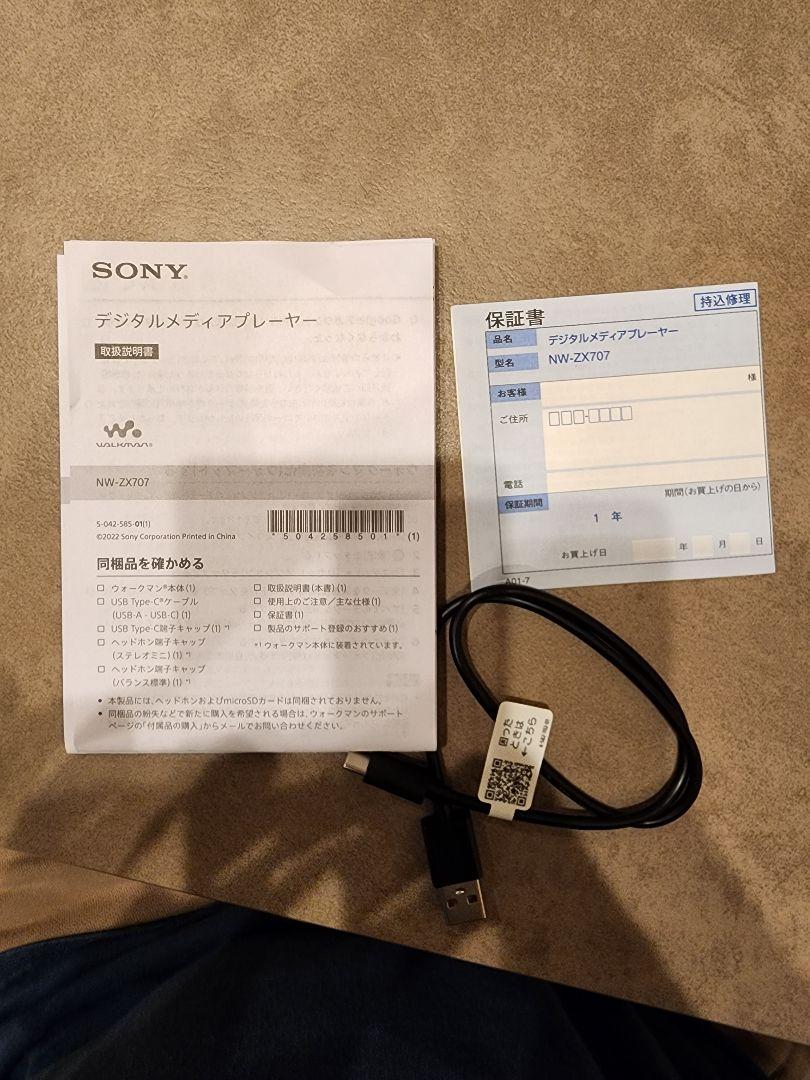 SONY®
デジタルメディアプレーヤー
取扱説明書
WALKMAN®
NW-ZX707
5-042-585-01(1)
©2022 Sony Corporation Printed in China
*504258501* (1)
同梱品を確かめる
□ ウォークマン®本体(1)
□ USB Type-C®ケーブル
(USB-A - USB-C) (1)
□ USB Type-C端子キャップ(1) *1
□ ヘッドホン端子キャップ
(ステレオミニ) (1) *1
□ ヘッドホン端子キャップ
(バランス標準) (1) *1
□ 取扱説明書(本書) (1)
□ 使用上のご注意／主な仕様(1)
□ 保証書(1)
□ 製品のサポート登録のおすすめ(1)
*1 ウォークマン本体に装着されています。
• 本製品には、ヘッドホンおよびmicroSDカードは同梱されておりません。
• 同梱品の紛失などで新たに購入を希望される場合は、ウォークマンのサポート
ページの「付属品の購入」からメールでお問い合わせください。
保証書
持込修理
品名 デジタルメディアプレーヤー
型名 NW-ZX707
お客様 様
ご住所 □□□-□□□□
電話
保証期間 期間(お買上げの日から)
1 年
お買上げ日 年 月 日
A01-7
困った
ときは
←こちら